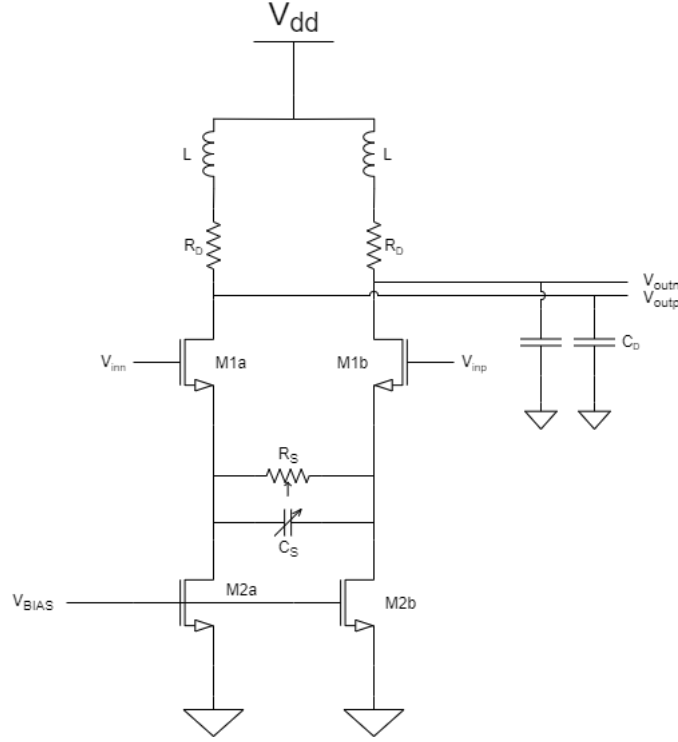 Vdd
L
L
RD
RD
Voutn
Voutp
Vinn
M1a
M1b
Vinp
CD
RS
CS
VBIAS
M2a
M2b